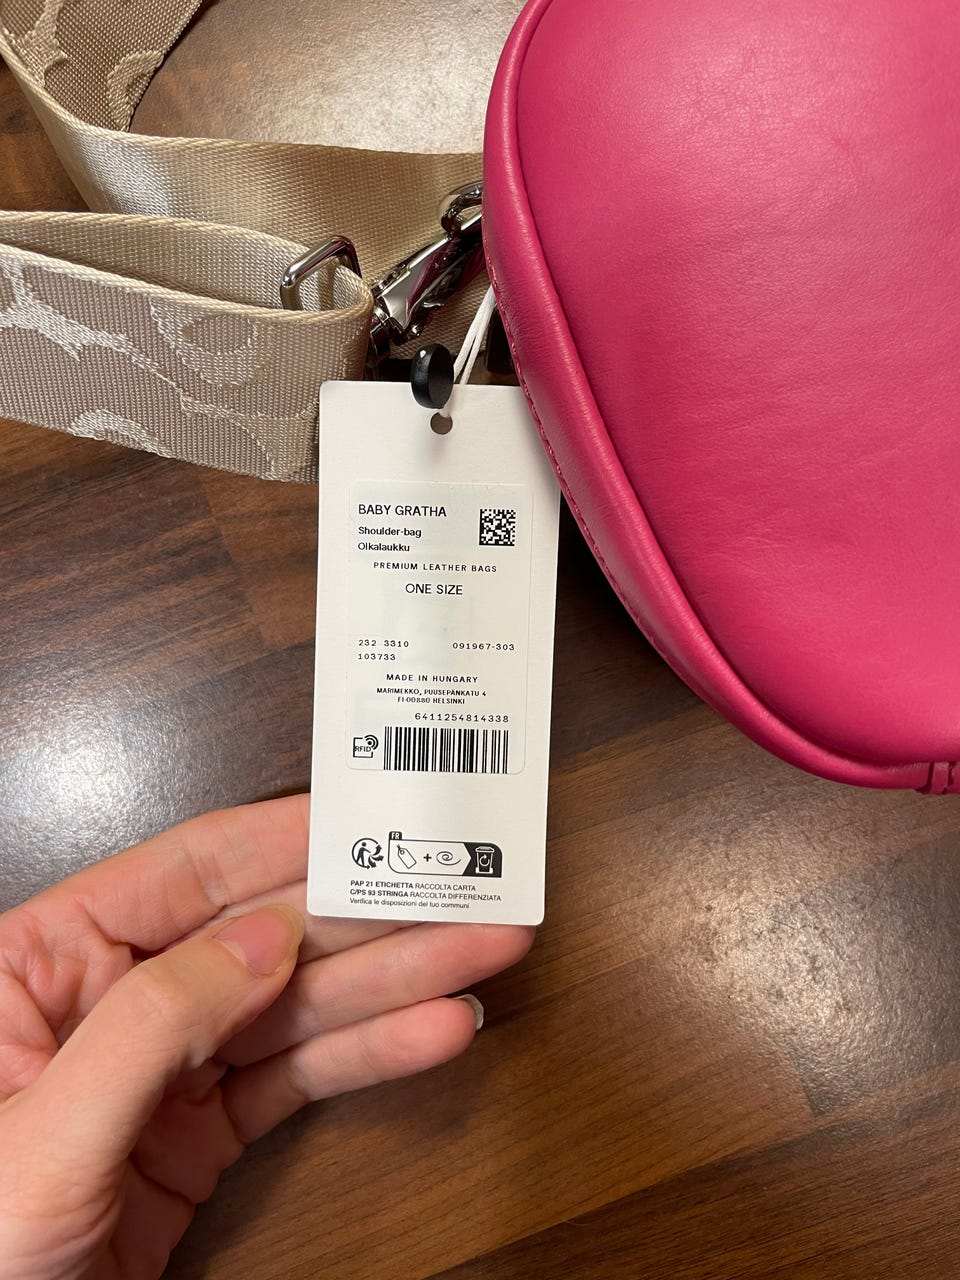 BABY GRATHA
Shoulder-bag
Olkalaukku
PREMIUM LEATHER BAGS
ONE SIZE
232 3310 091967-303
103733
MADE IN HUNGARY
MARIMEKKO, PUUSEPÄNKATU 4
FI-00880 HELSINKI
6411254814338
RFID
FR
PAP 21 ETICHETTA RACCOLTA CARTA
C/PS 93 STRINGA RACCOLTA DIFFERENZIATA
Verifica le disposizioni del tuo communi